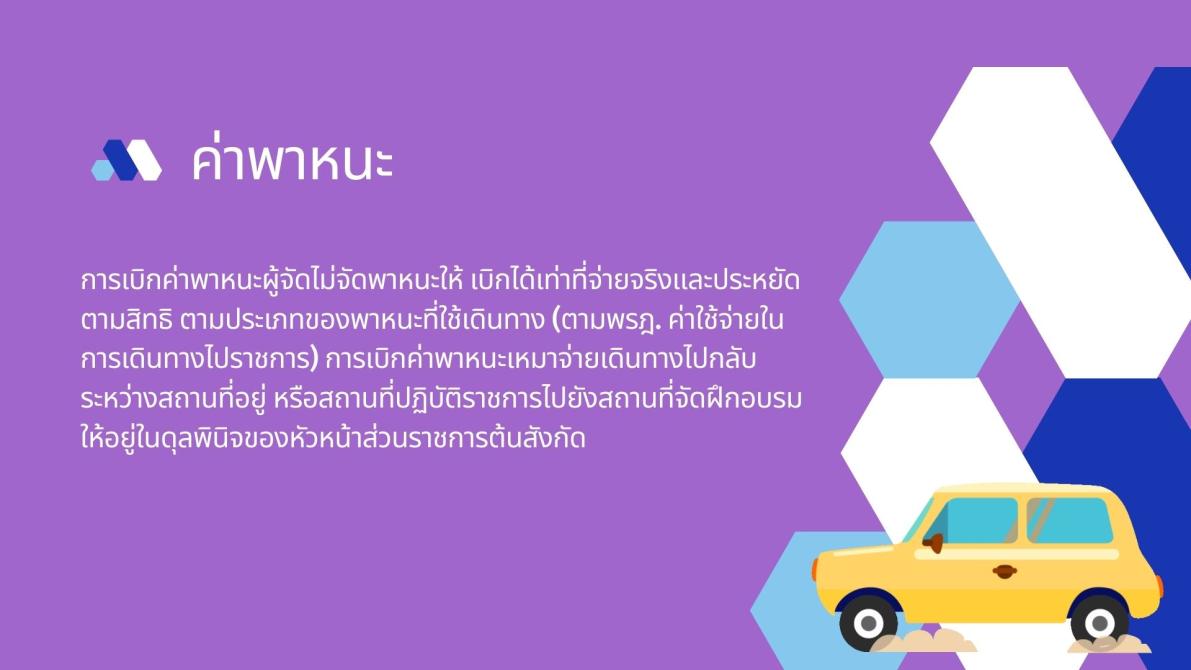 ค่าพาหนะ
การเบิกค่าพาหนะผู้จัดไม่จัดพาหนะให้ เบิกได้เท่าที่จ่ายจริงและประหยัด
ตามสิทธิ ตามประเภทของพาหนะที่ใช้เดินทาง (ตามพรฎ. ค่าใช้จ่ายใน
การเดินทางไปราชการ) การเบิกค่าพาหนะเหมาจ่ายเดินทางไปกลับ
ระหว่างสถานที่อยู่ หรือสถานที่ปฏิบัติราชการไปยังสถานที่จัดฝึกอบรม
ให้อยู่ในดุลพินิจของหัวหน้าส่วนราชการต้นสังกัด